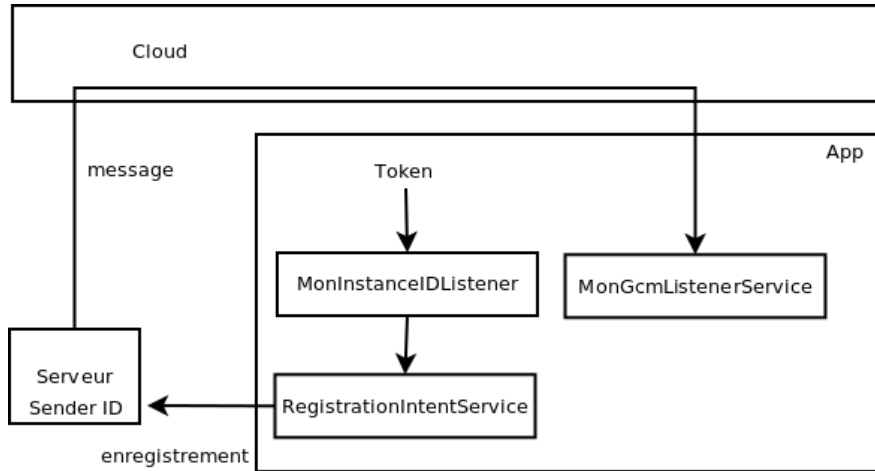 Cloud
App
message
Token
MonInstanceIDListener
MonGcmListenerService
Serveur
Sender ID
RegistrationIntentService
enregistrement